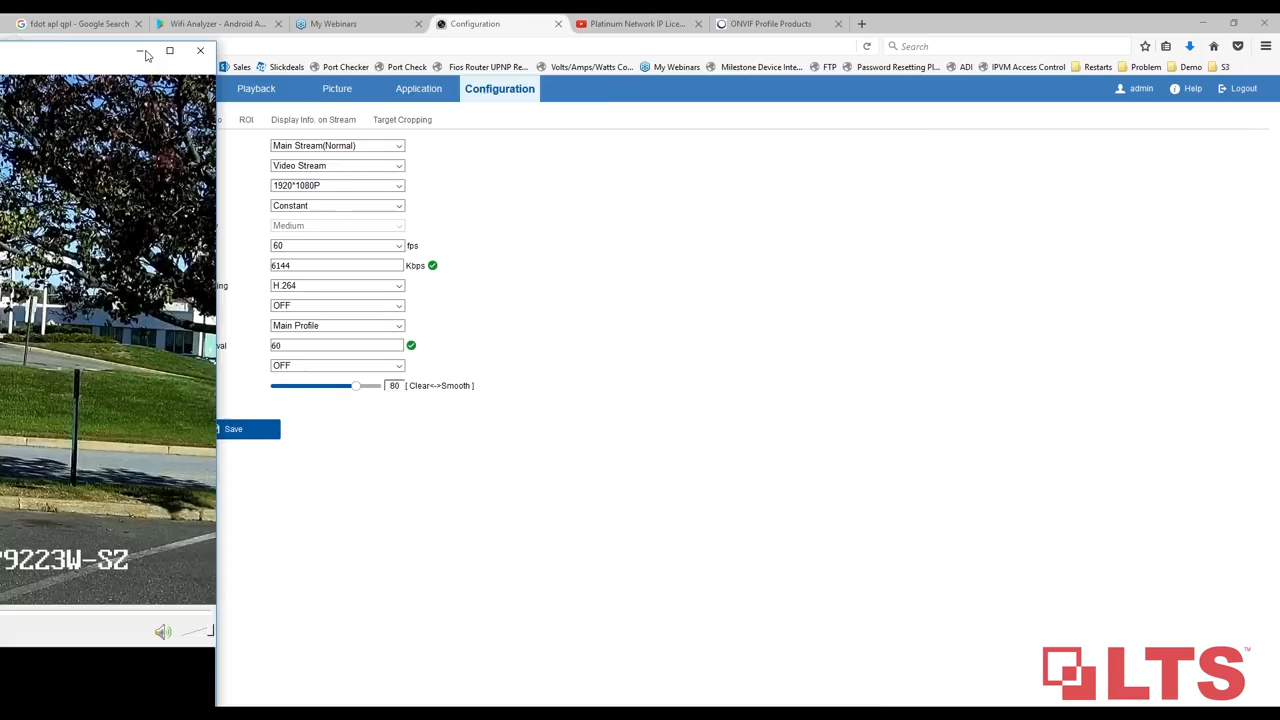 fdot apl qpl - Google Search
Wifi Analyzer - Android A...
My Webinars
Configuration
Platinum Network IP Lice...
ONVIF Profile Products
Search
Sales
Slickdeals
Port Checker
Port Check
Fios Router UPNP Re...
Volts/Amps/Watts Co...
My Webinars
Milestone Device Inte...
FTP
Password Resetting Pl...
ADI
IPVM Access Control
Restarts
Problem
Demo
S3
Playback
Picture
Application
Configuration
admin
Help
Logout
o
ROI
Display Info. on Stream
Target Cropping
Main Stream(Normal)
Video Stream
1920*1080P
Constant
Medium
60 fps
6144 Kbps
ing H.264
OFF
Main Profile
val 60
OFF
80 [ Clear<->Smooth ]
Save
9223W-SZ
LTS™